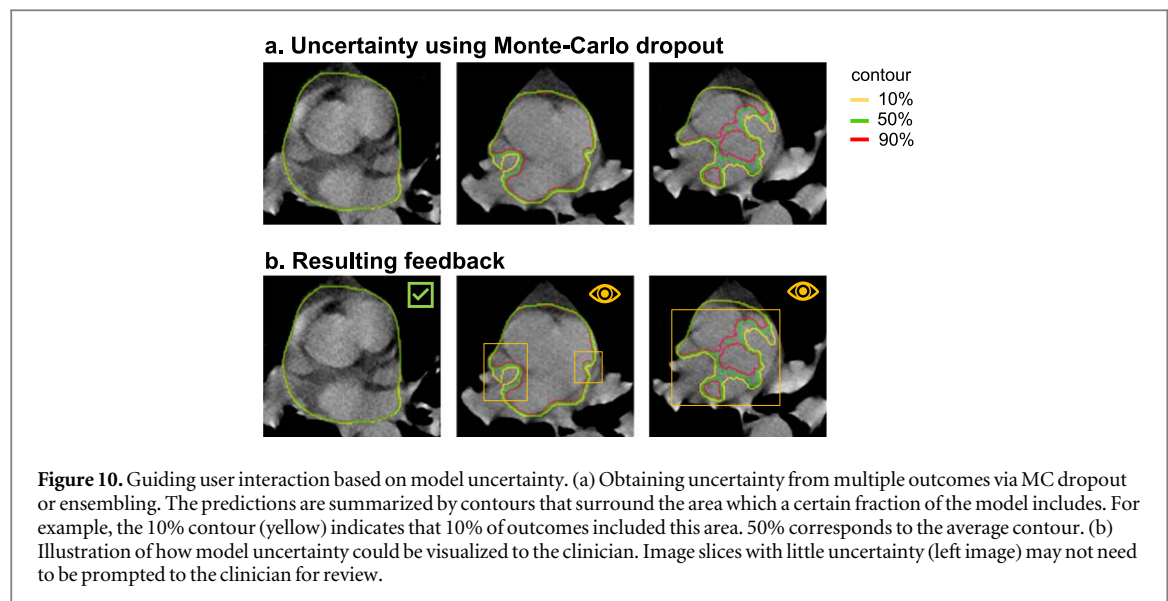 a. Uncertainty using Monte-Carlo dropout
contour
10%
50%
90%
b. Resulting feedback
Figure 10. Guiding user interaction based on model uncertainty. (a) Obtaining uncertainty from multiple outcomes via MC dropout
or ensembling. The predictions are summarized by contours that surround the area which a certain fraction of the model includes. For
example, the 10% contour (yellow) indicates that 10% of outcomes included this area. 50% corresponds to the average contour. (b)
Illustration of how model uncertainty could be visualized to the clinician. Image slices with little uncertainty (left image) may not need
to be prompted to the clinician for review.